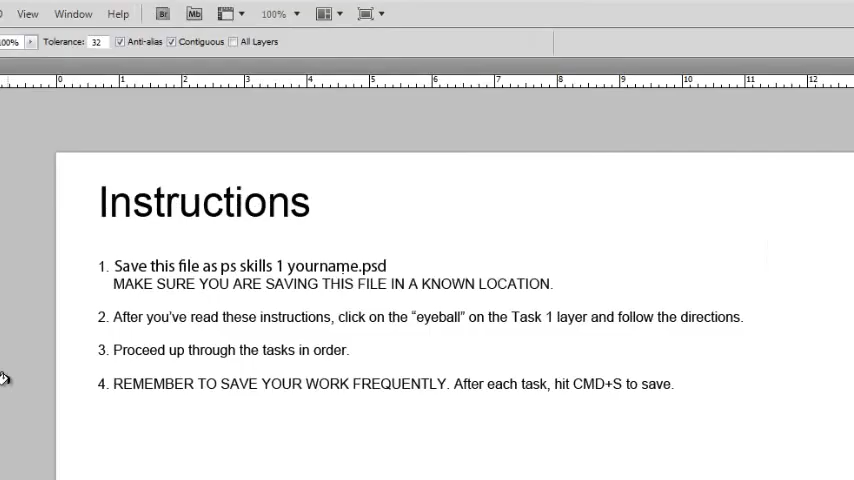 View Window Help Br Mb 100%
100% Tolerance: 32 Anti-alias Contiguous All Layers
0 1 2 3 4 5 6 7 8 9 10 11 12
Instructions
1. Save this file as ps skills 1 yourname.psd
MAKE SURE YOU ARE SAVING THIS FILE IN A KNOWN LOCATION.
2. After you've read these instructions, click on the “eyeball” on the Task 1 layer and follow the directions.
3. Proceed up through the tasks in order.
4. REMEMBER TO SAVE YOUR WORK FREQUENTLY. After each task, hit CMD+S to save.